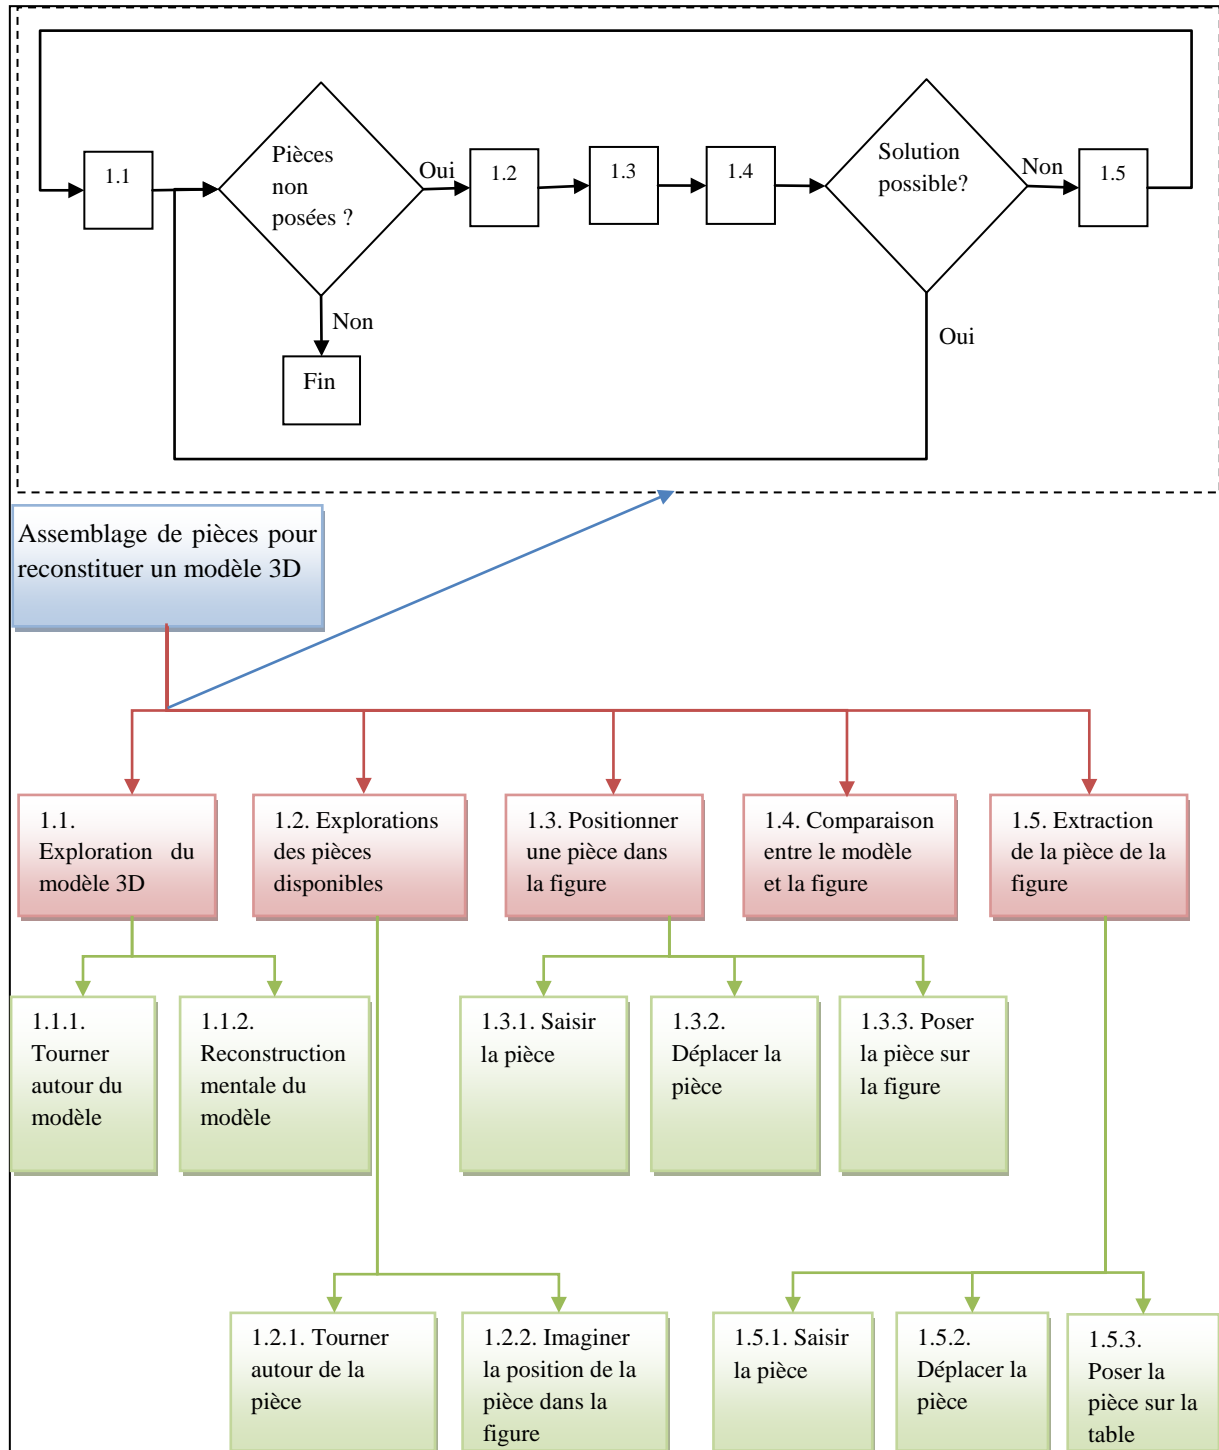 1.1
Pièces
non
posées ?
Oui
1.2
1.3
1.4
Solution
possible?
Non
1.5
Non
Fin
Oui
Assemblage de pièces pour
reconstituer un modèle 3D
1.1.
Exploration du
modèle 3D
1.2. Explorations
des pièces
disponibles
1.3. Positionner
une pièce dans
la figure
1.4. Comparaison
entre le modèle
et la figure
1.5. Extraction
de la pièce de la
figure
1.1.1.
Tourner
autour du
modèle
1.1.2.
Reconstruction
mentale du
modèle
1.3.1. Saisir
la pièce
1.3.2.
Déplacer la
pièce
1.3.3. Poser
la pièce sur
la figure
1.2.1. Tourner
autour de la
pièce
1.2.2. Imaginer
la position de la
pièce dans la
figure
1.5.1. Saisir
la pièce
1.5.2.
Déplacer la
pièce
1.5.3.
Poser la
pièce sur la
table